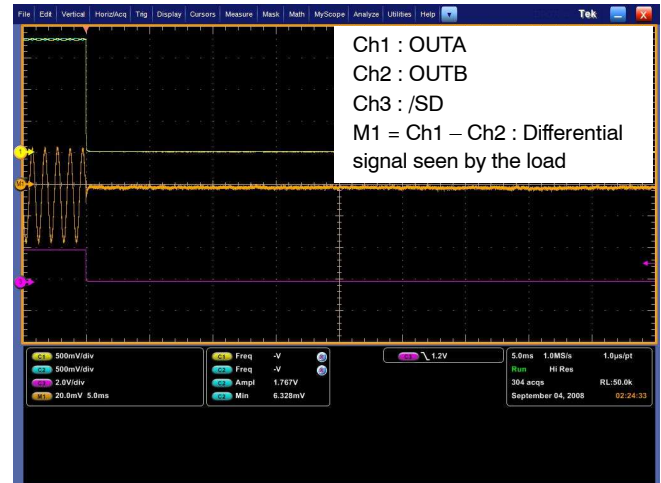 File Edit Vertical Horiz/Acq Trig Display Cursors Measure Mask Math MyScope Analyze Utilities Help Tek X
Ch1 : OUTA
Ch2 : OUTB
Ch3 : /SD
M1 = Ch1 – Ch2 : Differential
signal seen by the load
1
M1
3
C1 500mV/div
C2 500mV/div
C3 2.0V/div
M1 20.0mV 5.0ms
C1 Freq -V
C2 Freq -V
C2 Ampl 1.767V
C2 Min 6.328mV
C3 1.2V
5.0ms 1.0MS/s 1.0µs/pt
Run Hi Res
304 acqs RL:50.0k
September 04, 2008 02:24:33